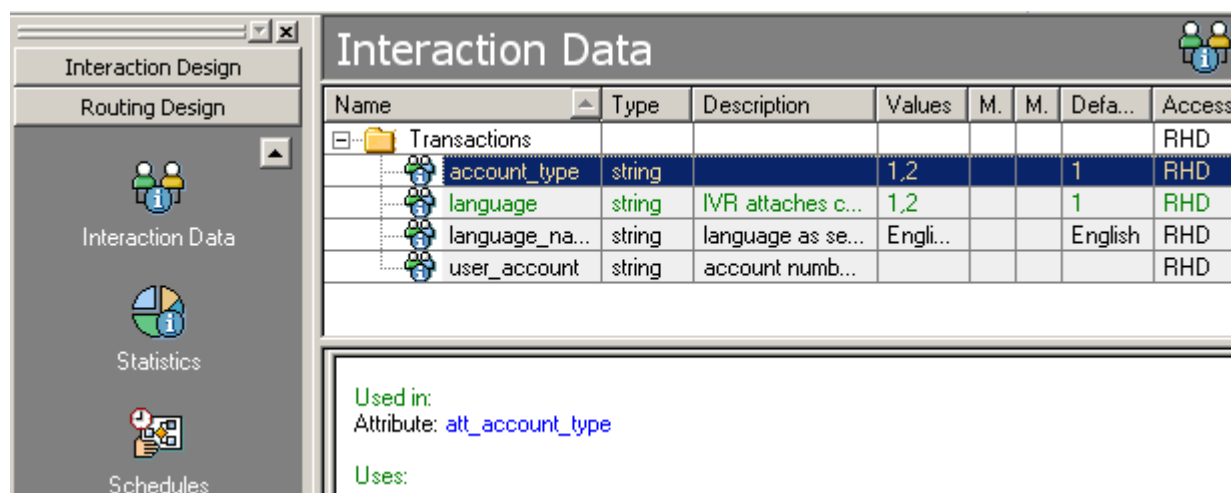 Interaction Design
Routing Design
Interaction Data
Statistics
Schedules
Interaction Data
Name Type Description Values M. M. Defa... Access
Transactions RHD
account_type string 1,2 1 RHD
language string IVR attaches c... 1,2 1 RHD
language_na... string language as se... Engli... English RHD
user_account string account numb... RHD
Used in:
Attribute: att_account_type
Uses: